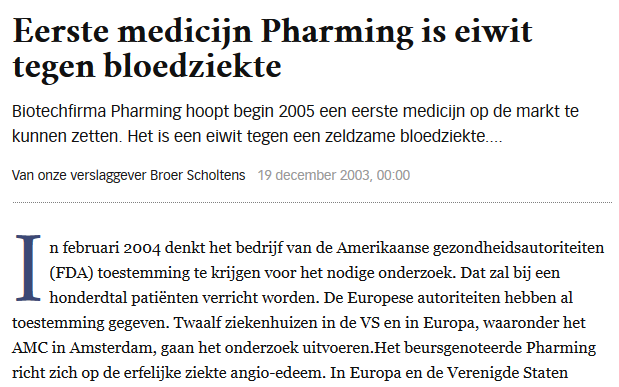 Eerste medicijn Pharming is eiwit
tegen bloedziekte
Biotechfirma Pharming hoopt begin 2005 een eerste medicijn op de markt te
kunnen zetten. Het is een eiwit tegen een zeldzame bloedziekte....
Van onze verslaggever Broer Scholtens 19 december 2003, 00:00
In februari 2004 denkt het bedrijf van de Amerikaanse gezondheidsautoriteiten
(FDA) toestemming te krijgen voor het nodige onderzoek. Dat zal bij een
honderdtal patiënten verricht worden. De Europese autoriteiten hebben al
toestemming gegeven. Twaalf ziekenhuizen in de VS en in Europa, waaronder het
AMC in Amsterdam, gaan het onderzoek uitvoeren.Het beursgenoteerde Pharming
richt zich op de erfelijke ziekte angio-edeem. In Europa en de Verenigde Staten